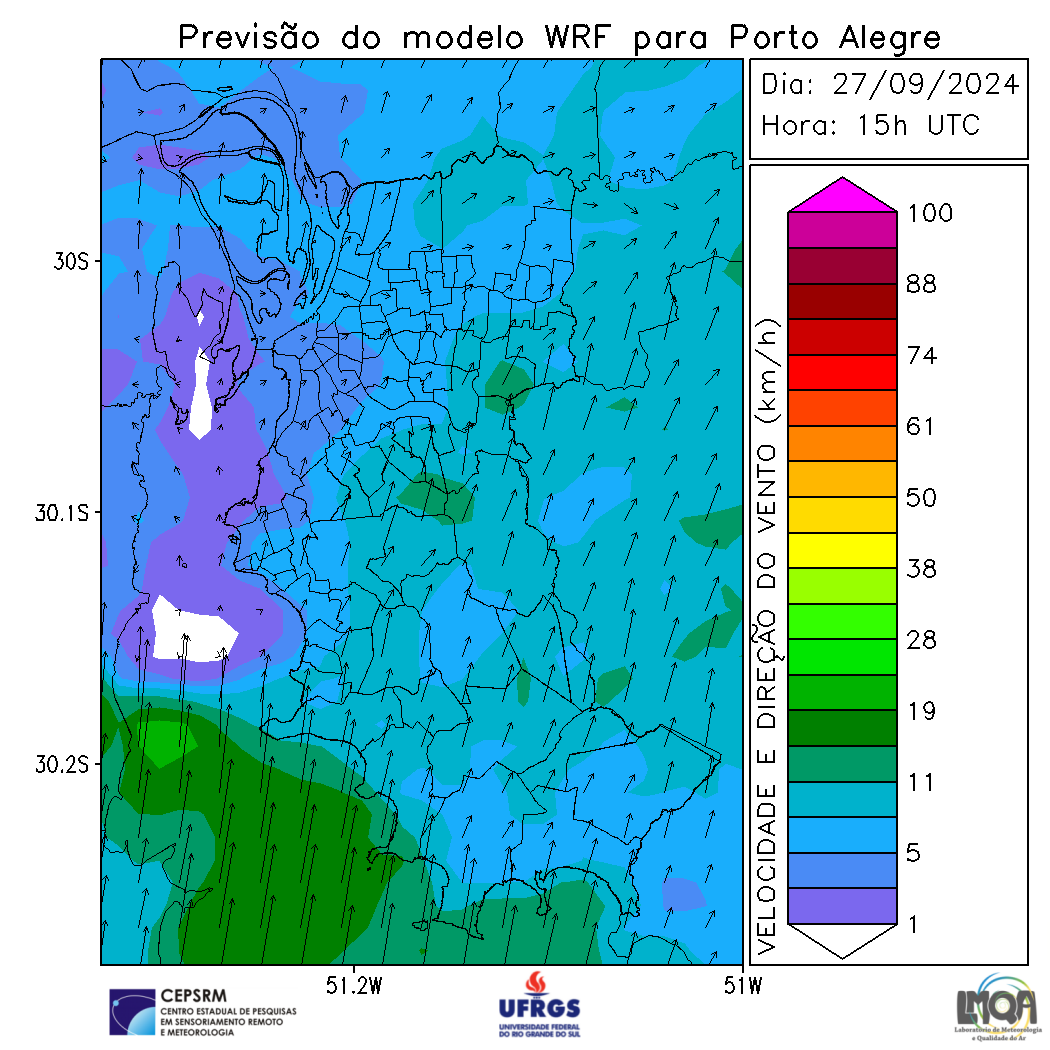 Previsão do modelo WRF para Porto Alegre
Dia: 27/09/2024
Hora: 15h UTC
30S
30.1S
30.2S
51.2W
51W
VELOCIDADE E DIREÇÃO DO VENTO (km/h)
100
88
74
61
50
38
28
19
11
5
1
CEPSRM
CENTRO ESTADUAL DE PESQUISAS
EM SENSORIAMENTO REMOTO
E METEOROLOGIA
UFRGS
UNIVERSIDADE FEDERAL
DO RIO GRANDE DO SUL
LMQA
Laboratório de Meteorologia
e Qualidade do Ar